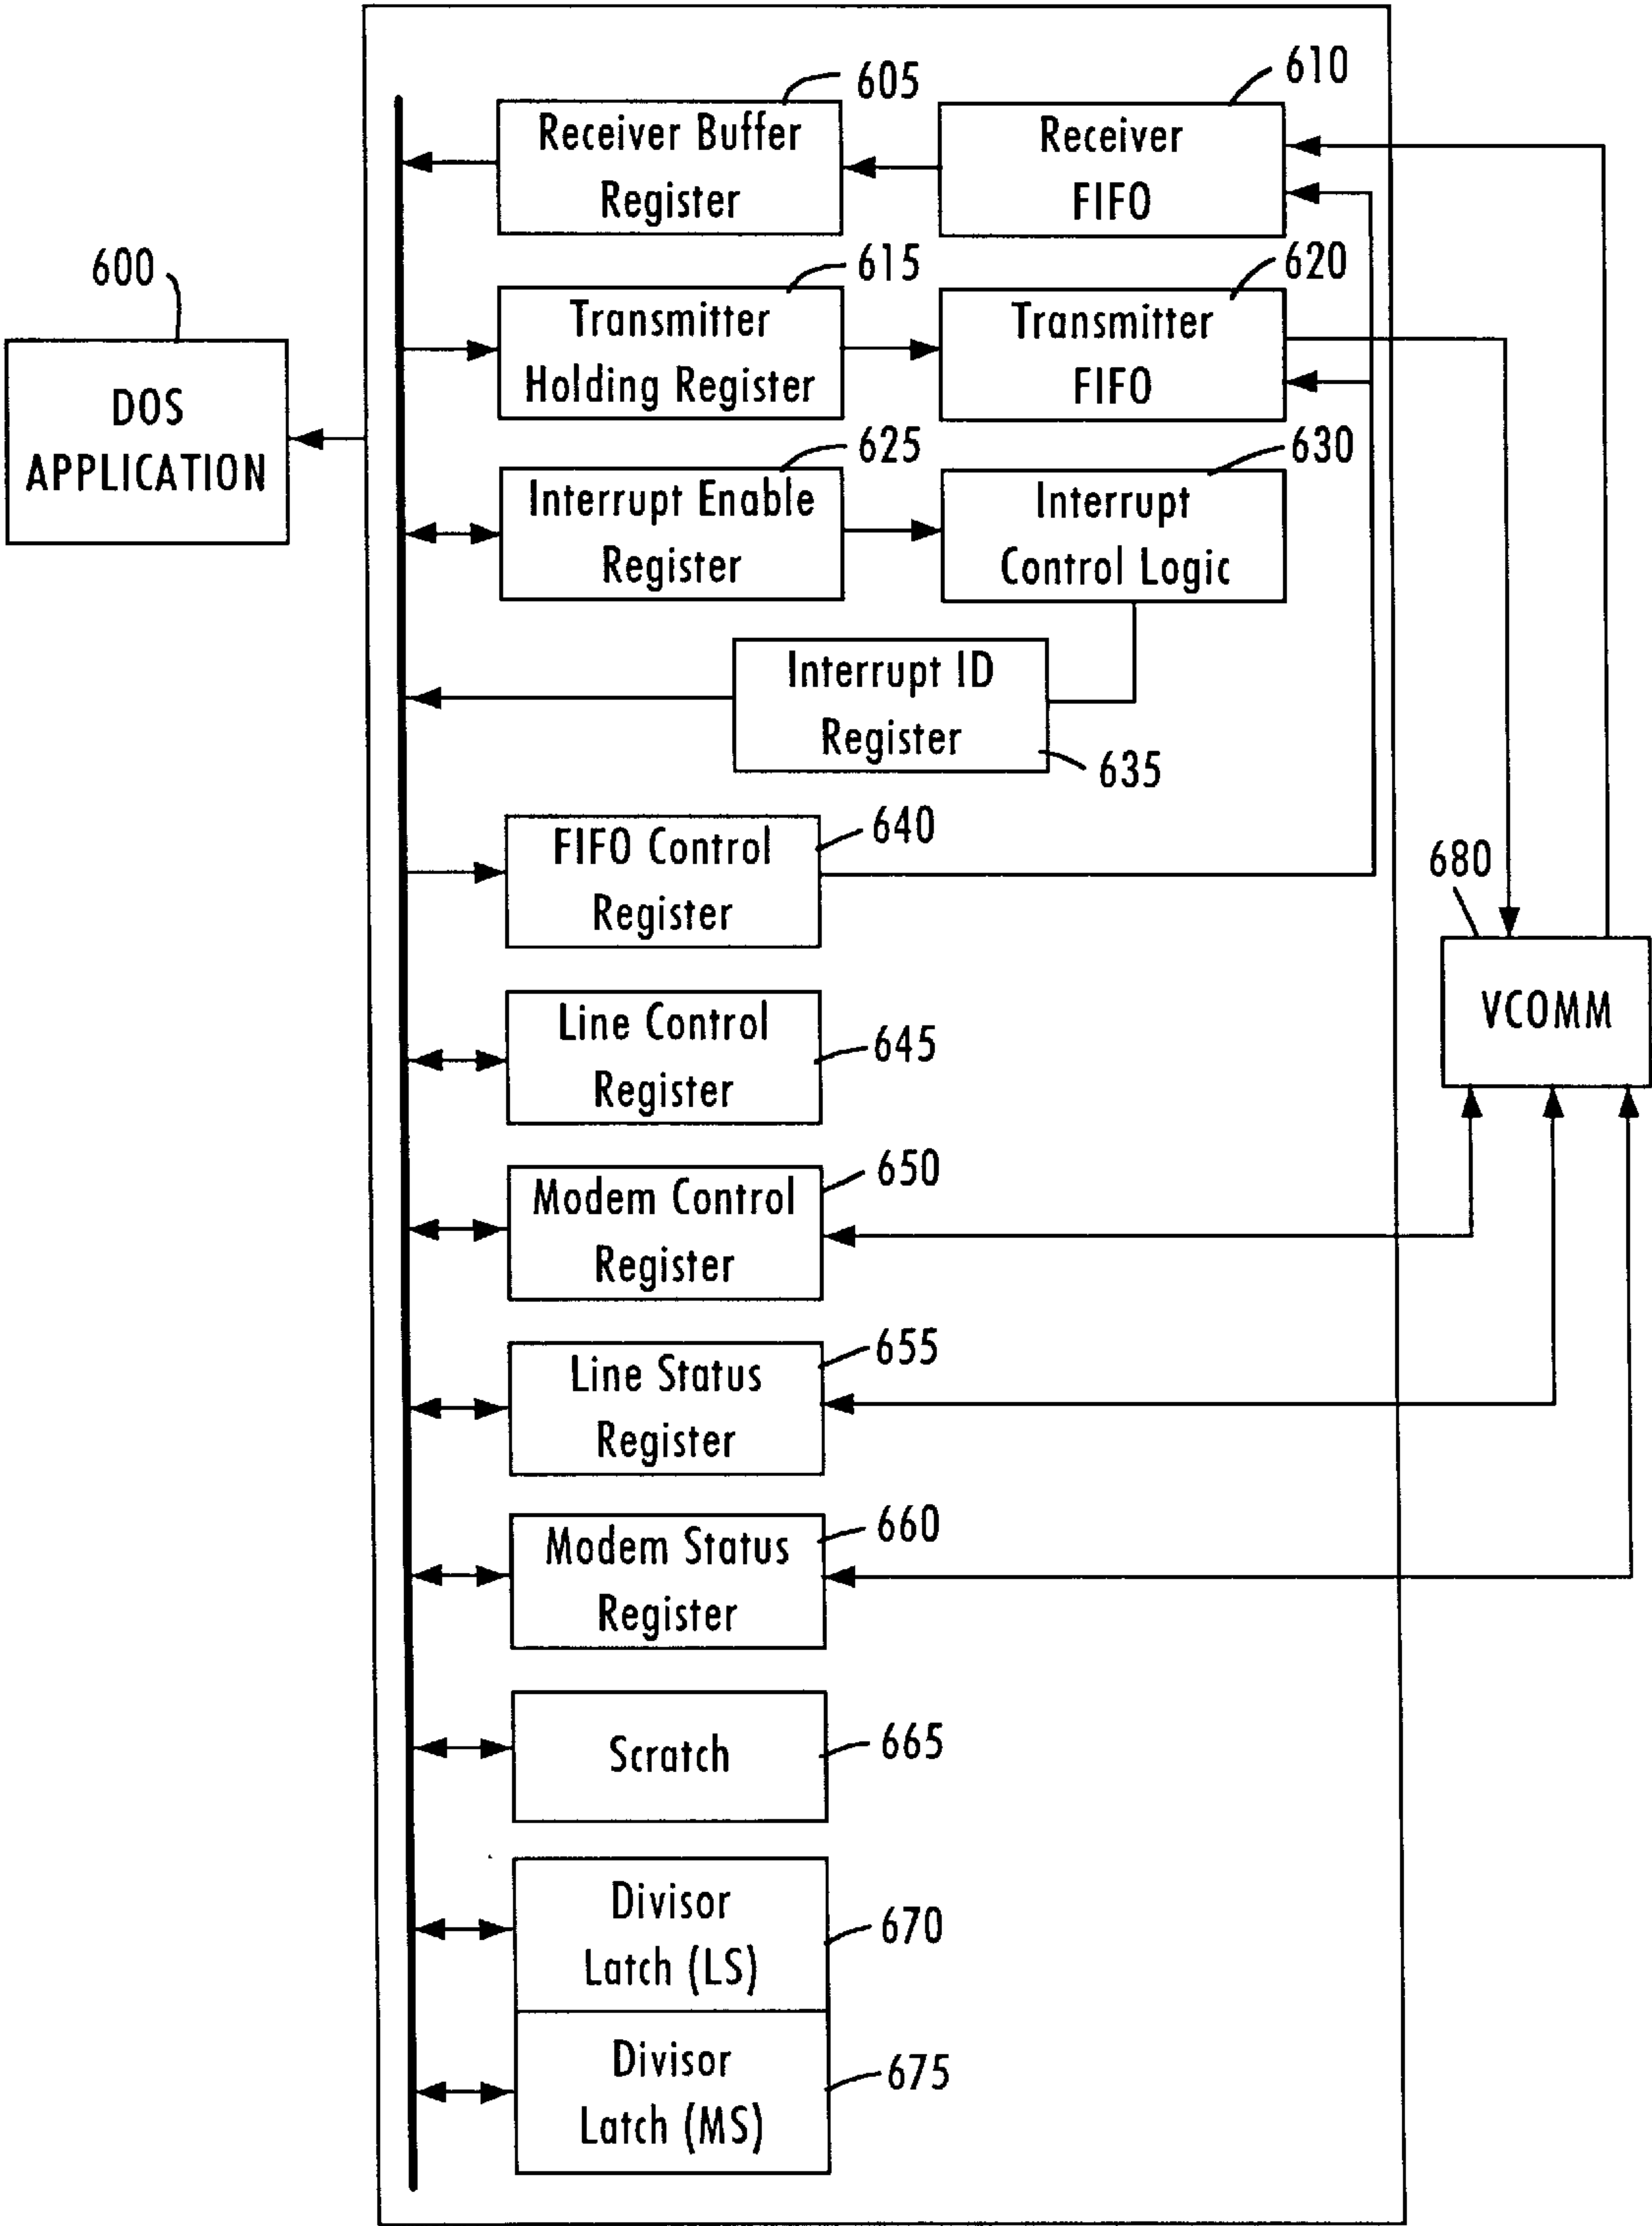 605
610
Receiver Buffer
Register
Receiver
FIFO
600
615
620
DOS
APPLICATION
Transmitter
Holding Register
Transmitter
FIFO
625
630
Interrupt Enable
Register
Interrupt
Control Logic
Interrupt ID
Register
635
FIFO Control
Register
640
680
VCOMM
Line Control
Register
645
Modem Control
Register
650
Line Status
Register
655
Modem Status
Register
660
Scratch
665
Divisor
Latch (LS)
670
Divisor
Latch (MS)
675